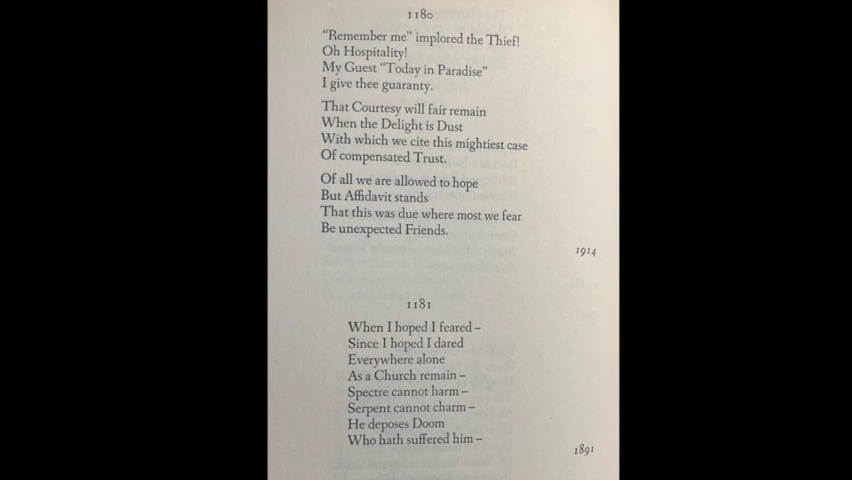 1180
“Remember me” implored the Thief!
Oh Hospitality!
My Guest “Today in Paradise”
I give thee guaranty.
That Courtesy will fair remain
When the Delight is Dust
With which we cite this mightiest case
Of compensated Trust.
Of all we are allowed to hope
But Affidavit stands
That this was due where most we fear
Be unexpected Friends.
1914
1181
When I hoped I feared –
Since I hoped I dared
Everywhere alone
As a Church remain –
Spectre cannot harm –
Serpent cannot charm –
He deposes Doom
Who hath suffered him –
1891